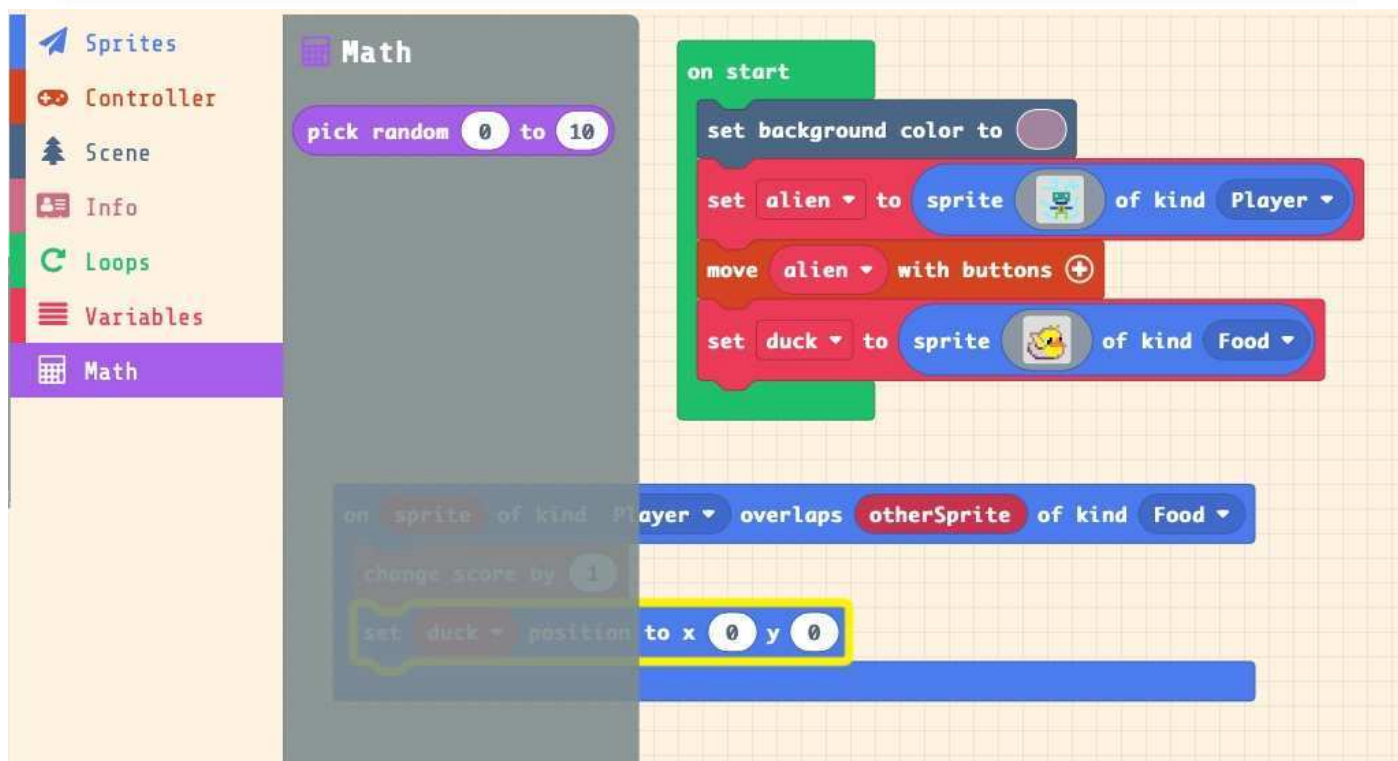 Sprites
Controller
Scene
Info
Loops
Variables
Math
Math
pick random 0 to 10
on start
set background color to
set alien to sprite of kind Player
move alien with buttons
set duck to sprite of kind Food
on sprite of kind Player overlaps otherSprite of kind Food
change score by 1
set duck position to x 0 y 0